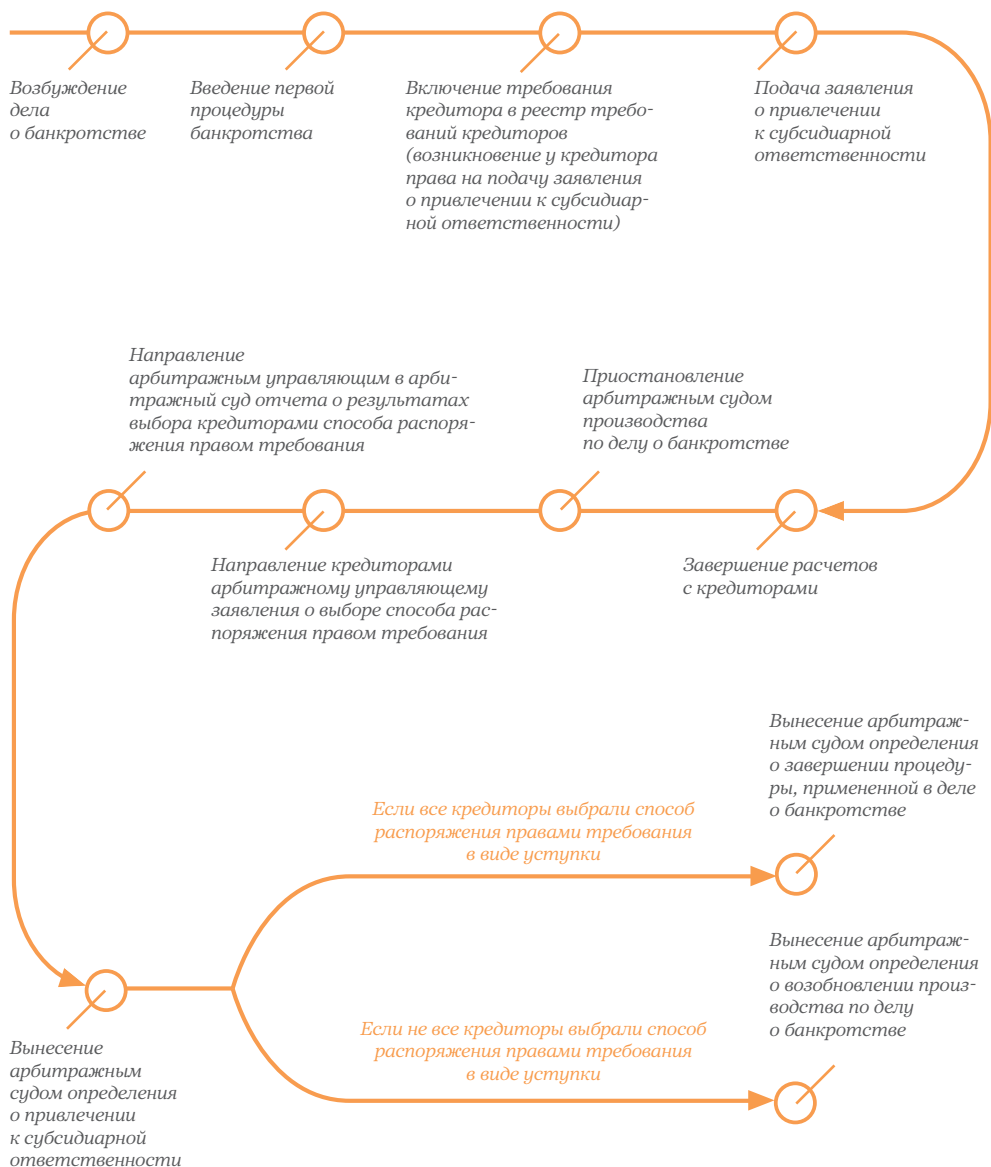 Возбуждение
дела
о банкротстве
Введение первой
процедуры
банкротства
Включение требования
кредитора в реестр требо-
ваний кредиторов
(возникновение у кредитора
права на подачу заявления
о привлечении к субсидиар-
ной ответственности)
Подача заявления
о привлечении
к субсидиарной
ответственности
Направление
арбитражным управляющим в арби-
тражный суд отчета о результатах
выбора кредиторами способа распоря-
жения правом требования
Приостановление
арбитражным судом
производства
по делу о банкротстве
Направление кредиторами
арбитражному управляющему
заявления о выборе способа рас-
поряжения правом требования
Завершение расчетов
с кредиторами
Вынесение арбитраж-
ным судом определения
о завершении процеду-
ры, примененной в деле
о банкротстве
Если все кредиторы выбрали способ
распоряжения правами требования
в виде уступки
Вынесение арбитраж-
ным судом определения
о возобновлении произ-
водства по делу
о банкротстве
Если не все кредиторы выбрали способ
распоряжения правами требования
в виде уступки
Вынесение
арбитражным
судом определения
о привлечении
к субсидиарной
ответственности